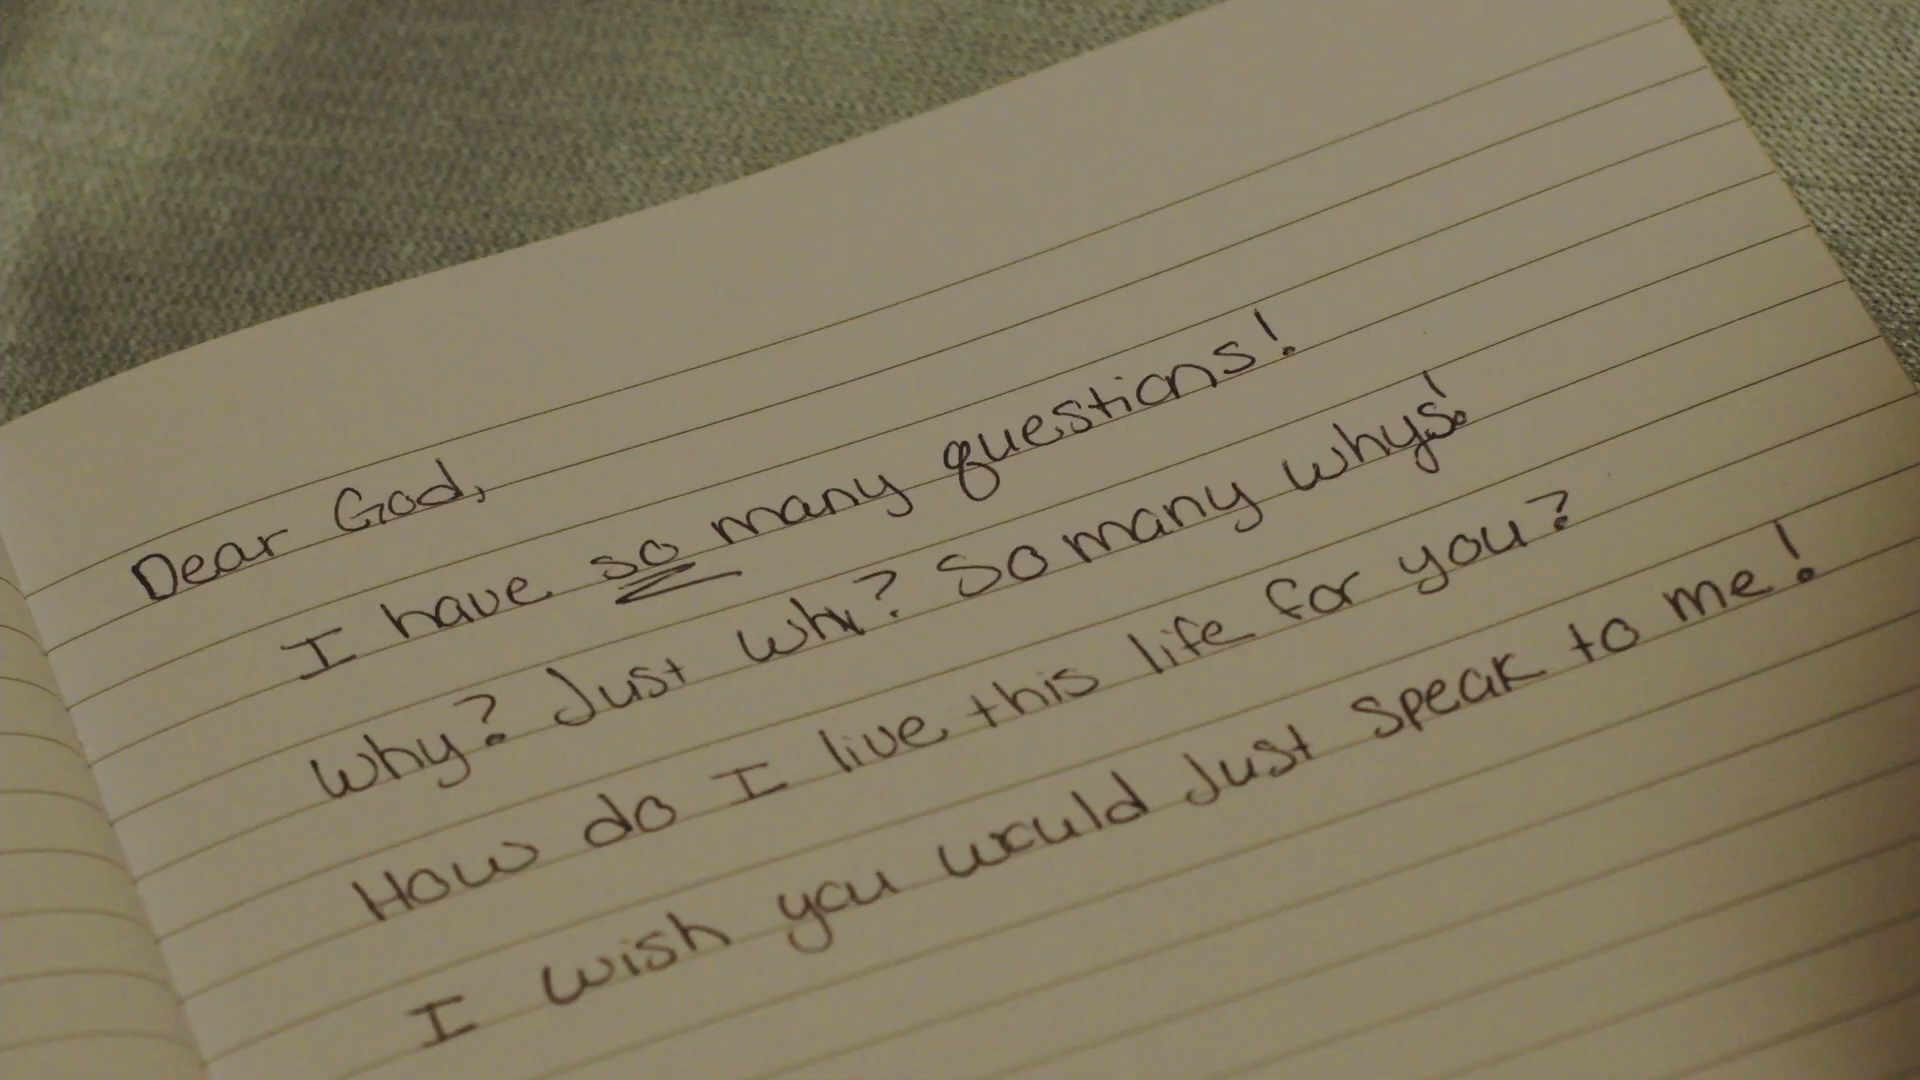 Dear God,
I have so many questions!
Why? Just why? So many whys!
How do I live this life for you?
I wish you would just speak to me!